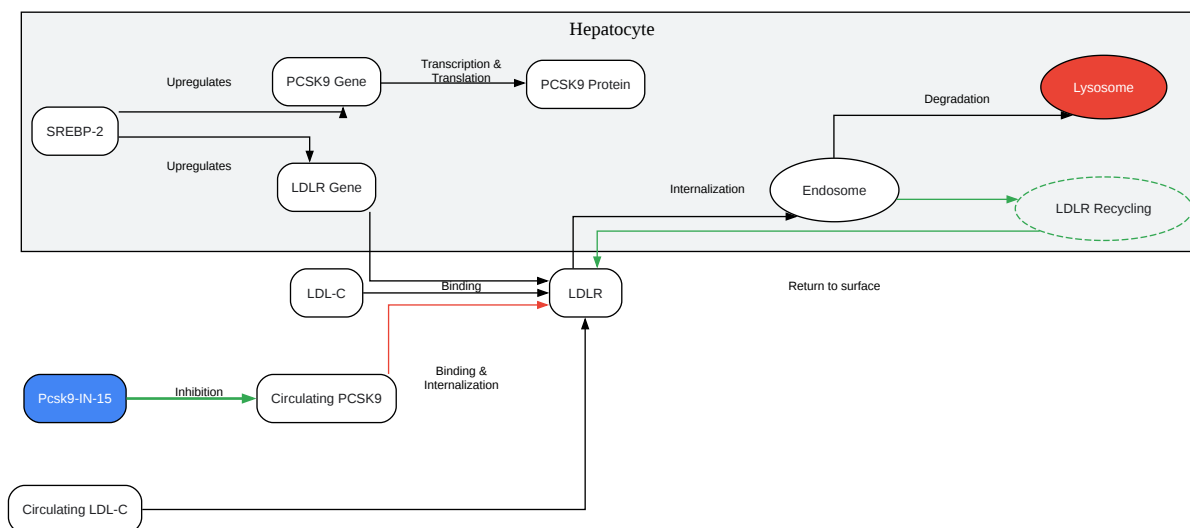 Hepatocyte
PCSK9 Gene
Transcription &
Translation
PCSK9 Protein
Upregulates
Lysosome
Degradation
SREBP-2
Upregulates
LDLR Gene
Internalization
Endosome
LDLR Recycling
LDL-C
Binding
LDLR
Return to surface
Binding &
Internalization
Pcsk9-IN-15
Inhibition
Circulating PCSK9
Circulating LDL-C